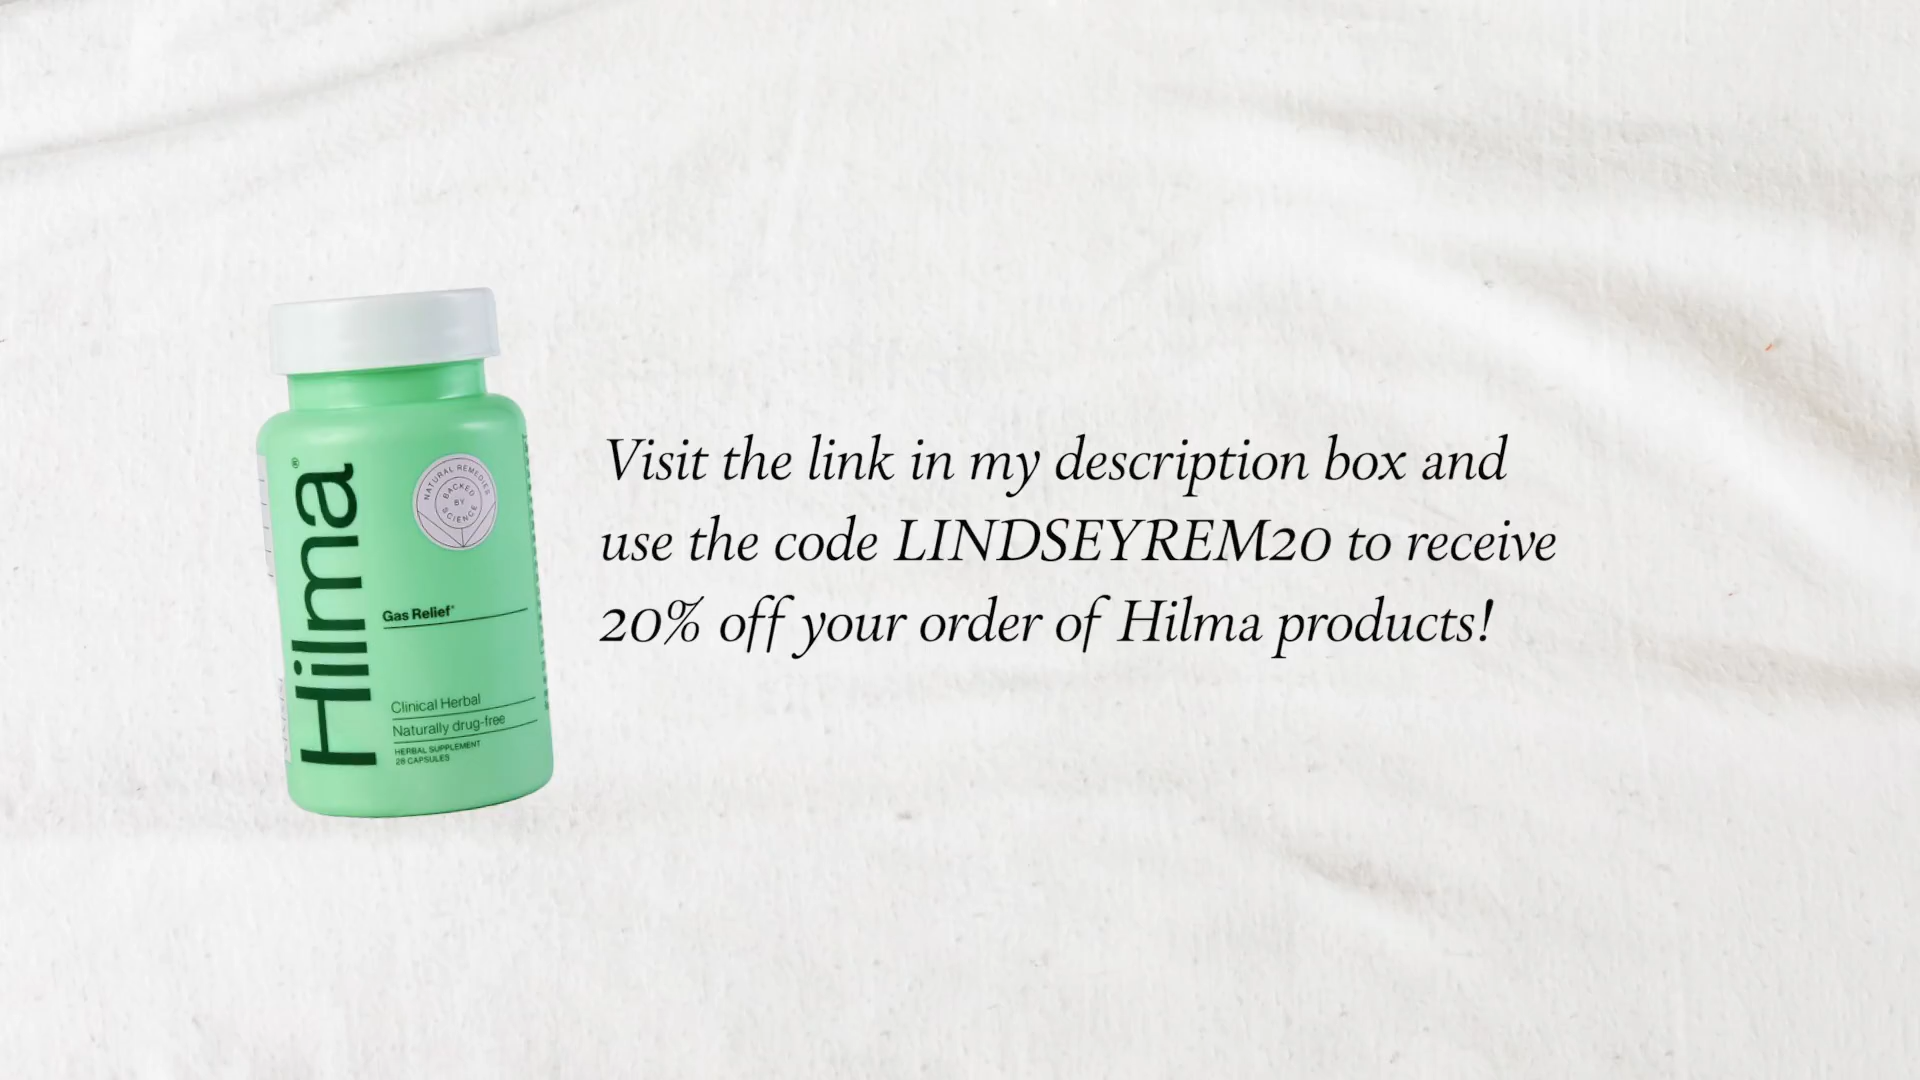 Hilma®
NATURAL REMEDIES
BACKED
BY
SCIENCE
Gas Relief*
Clinical Herbal
Naturally drug-free
HERBAL SUPPLEMENT
28 CAPSULES
Visit the link in my description box and
use the code LINDSEYREM20 to receive
20% off your order of Hilma products!